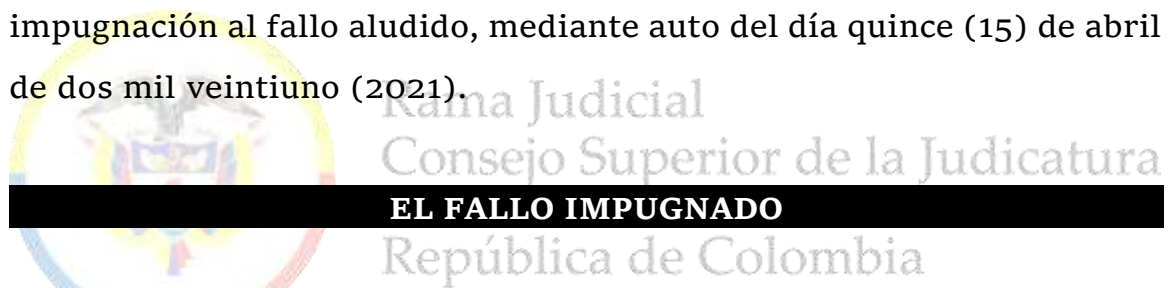 impugnación al fallo aludido, mediante auto del día quince (15) de abril
de dos mil veintiuno (2021).
Rama Judicial
Consejo Superior de la Judicatura
EL FALLO IMPUGNADO
República de Colombia